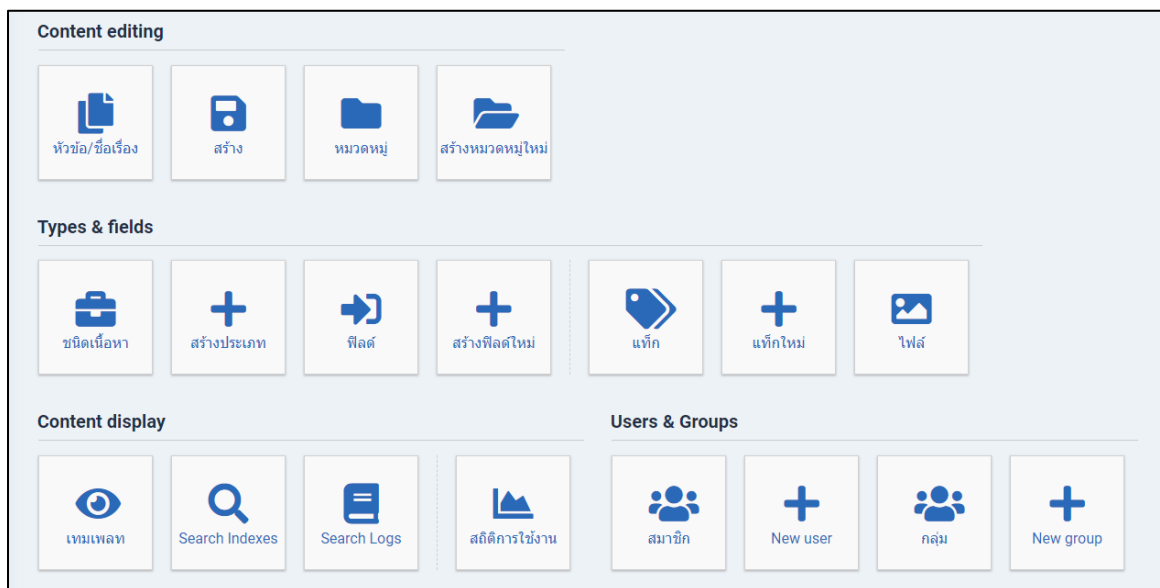 Content editing
หัวข้อ/ชื่อเรื่อง
สร้าง
หมวดหมู่
สร้างหมวดหมู่ใหม่
Types & fields
ชนิดเนื้อหา
สร้างประเภท
ฟิลด์
สร้างฟิลด์ใหม่
แท็ก
แท็กใหม่
ไฟล์
Content display
เทมเพลท
Search Indexes
Search Logs
สถิติการใช้งาน
Users & Groups
สมาชิก
New user
กลุ่ม
New group